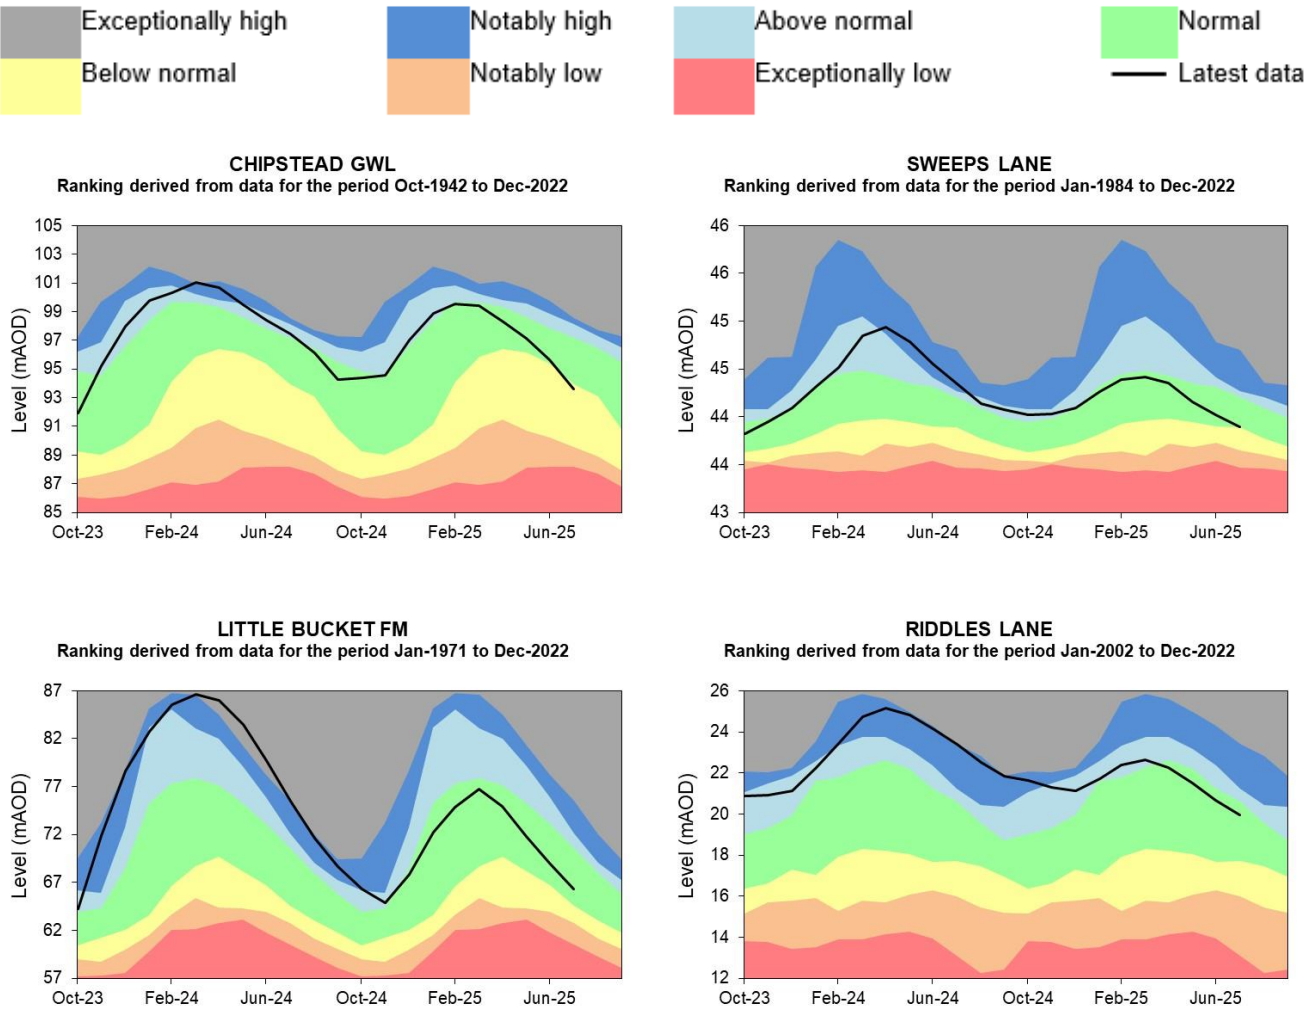 Exceptionally high Notably high Above normal Normal
Below normal Notably low Exceptionally low Latest data
CHIPSTEAD GWL
Ranking derived from data for the period Oct-1942 to Dec-2022
Level (mAOD)
105
103
101
99
97
95
93
91
89
87
85
Oct-23 Feb-24 Jun-24 Oct-24 Feb-25 Jun-25
SWEEPS LANE
Ranking derived from data for the period Jan-1984 to Dec-2022
Level (mAOD)
46
46
45
45
44
44
43
Oct-23 Feb-24 Jun-24 Oct-24 Feb-25 Jun-25
LITTLE BUCKET FM
Ranking derived from data for the period Jan-1971 to Dec-2022
Level (mAOD)
87
82
77
72
67
62
57
Oct-23 Feb-24 Jun-24 Oct-24 Feb-25 Jun-25
RIDDLES LANE
Ranking derived from data for the period Jan-2002 to Dec-2022
Level (mAOD)
26
24
22
20
18
16
14
12
Oct-23 Feb-24 Jun-24 Oct-24 Feb-25 Jun-25